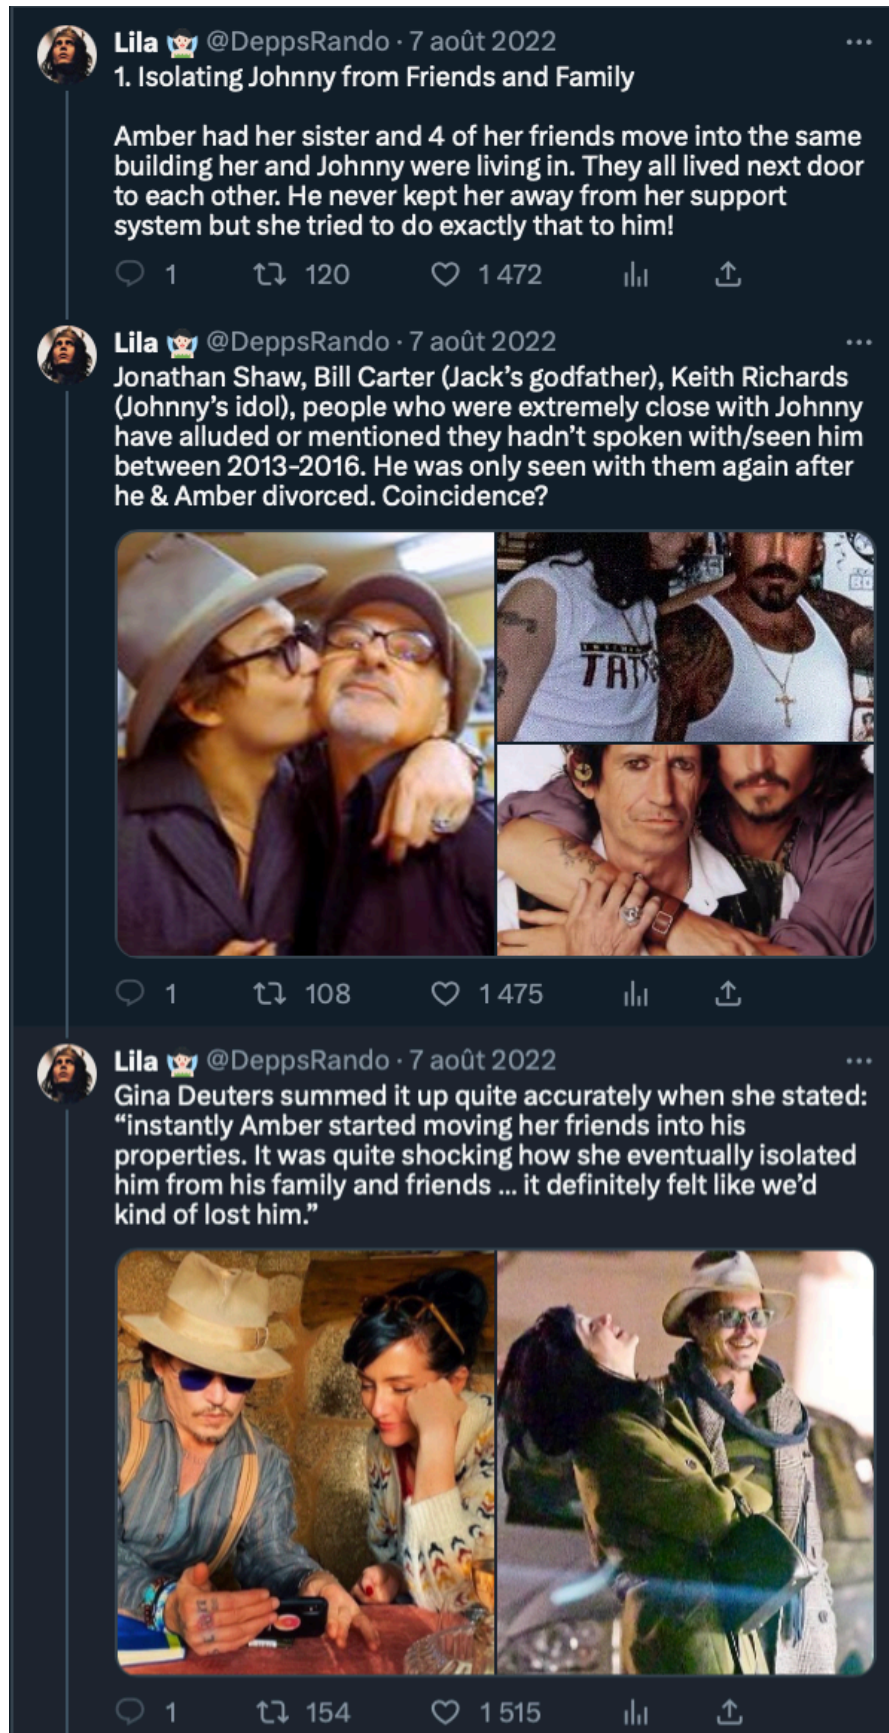 Lila @DeppsRando · 7 août 2022
1. Isolating Johnny from Friends and Family
Amber had her sister and 4 of her friends move into the same
building her and Johnny were living in. They all lived next door
to each other. He never kept her away from her support
system but she tried to do exactly that to him!
1 120 1 472
Lila @DeppsRando · 7 août 2022
Jonathan Shaw, Bill Carter (Jack's godfather), Keith Richards
(Johnny's idol), people who were extremely close with Johnny
have alluded or mentioned they hadn't spoken with/seen him
between 2013-2016. He was only seen with them again after
he & Amber divorced. Coincidence?
1 108 1 475
Lila @DeppsRando · 7 août 2022
Gina Deuters summed it up quite accurately when she stated:
“instantly Amber started moving her friends into his
properties. It was quite shocking how she eventually isolated
him from his family and friends ... it definitely felt like we'd
kind of lost him.”
1 154 1 515